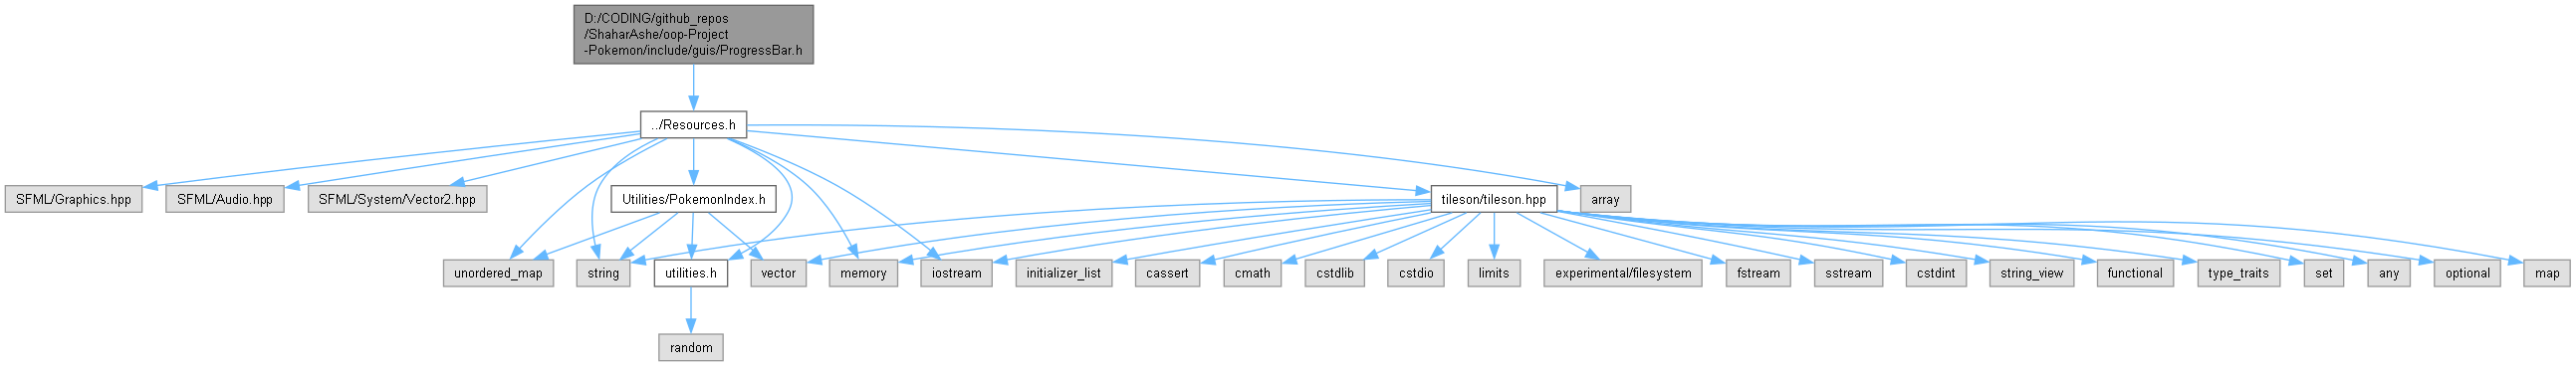 D:/CODING/github_repos
/ShaharAshe/oop-Project
-Pokemon/include/guis/ProgressBar.h
../Resources.h
SFML/Graphics.hpp
SFML/Audio.hpp
SFML/System/Vector2.hpp
Utilities/PokemonIndex.h
tileson/tileson.hpp
array
unordered_map
string
utilities.h
vector
memory
iostream
initializer_list
cassert
cmath
cstdlib
cstdio
limits
experimental/filesystem
fstream
sstream
cstdint
string_view
functional
type_traits
set
any
optional
map
random